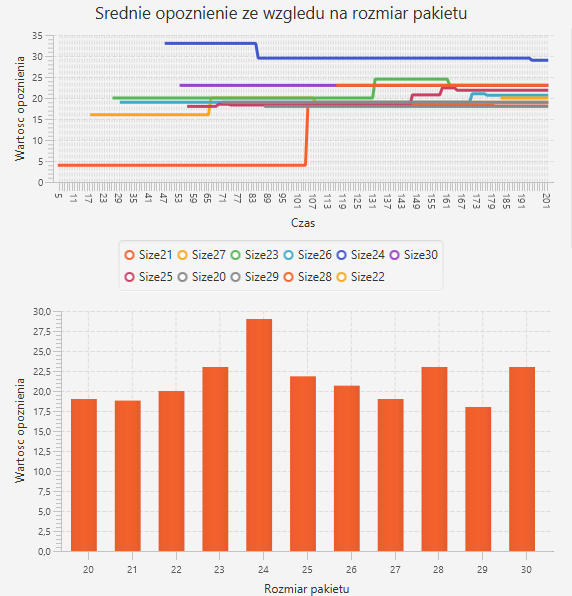 Srednie opoznienie ze wzgledu na rozmiar pakietu
Wartosc opoznienia
35
30
25
20
15
10
5
0
5 11 17 23 29 35 41 47 53 59 65 71 77 83 89 95 101 107 113 119 125 131 137 143 149 155 161 167 173 179 185 191 201
Czas
Size21 Size27 Size23 Size26 Size24 Size30
Size25 Size20 Size29 Size28 Size22
Wartosc opoznienia
30,0
27,5
25,0
22,5
20,0
17,5
15,0
12,5
10,0
7,5
5,0
2,5
0,0
20 21 22 23 24 25 26 27 28 29 30
Rozmiar pakietu